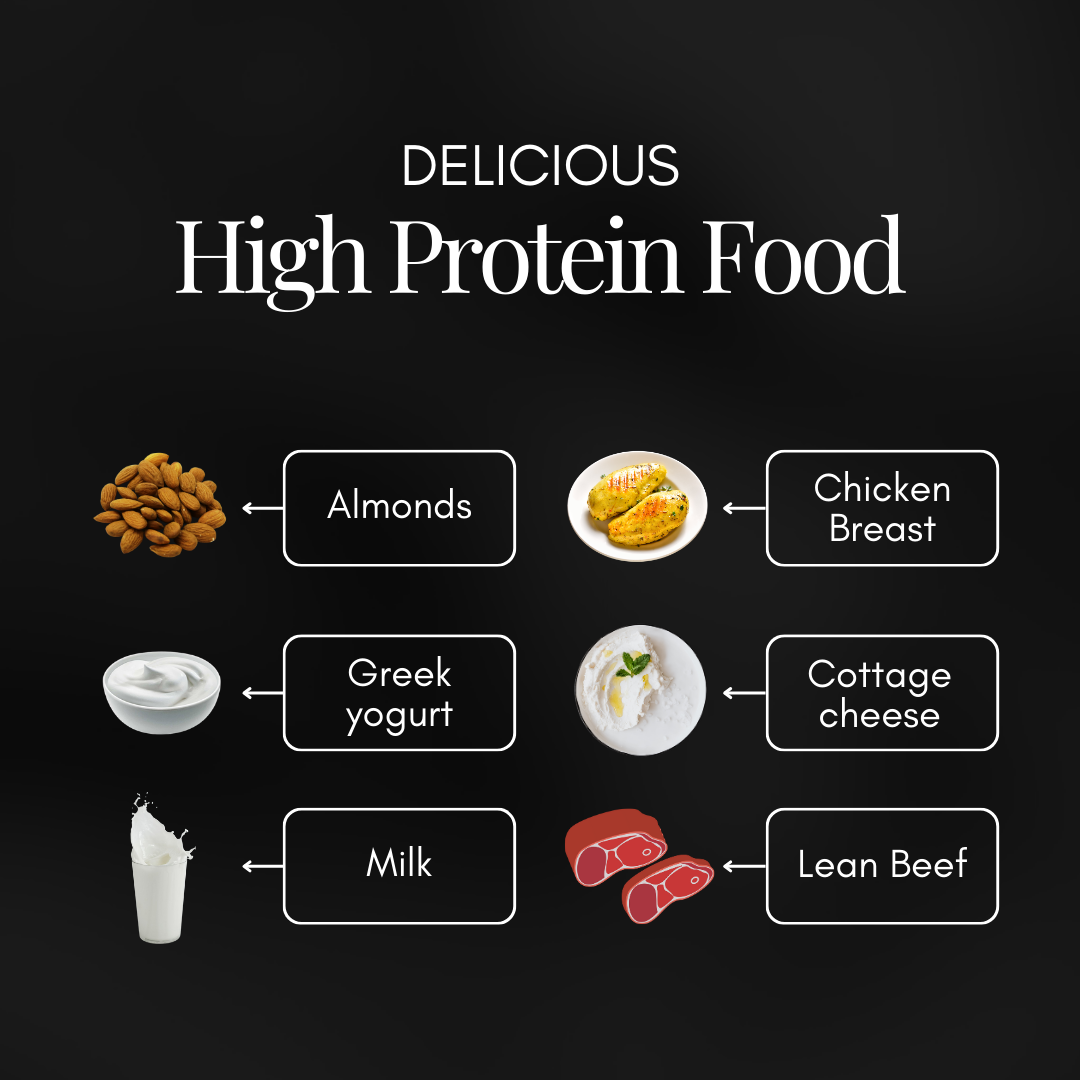 DELICIOUS
High Protein Food
Almonds
Chicken
Breast
Greek
yogurt
Cottage
cheese
Milk
Lean Beef